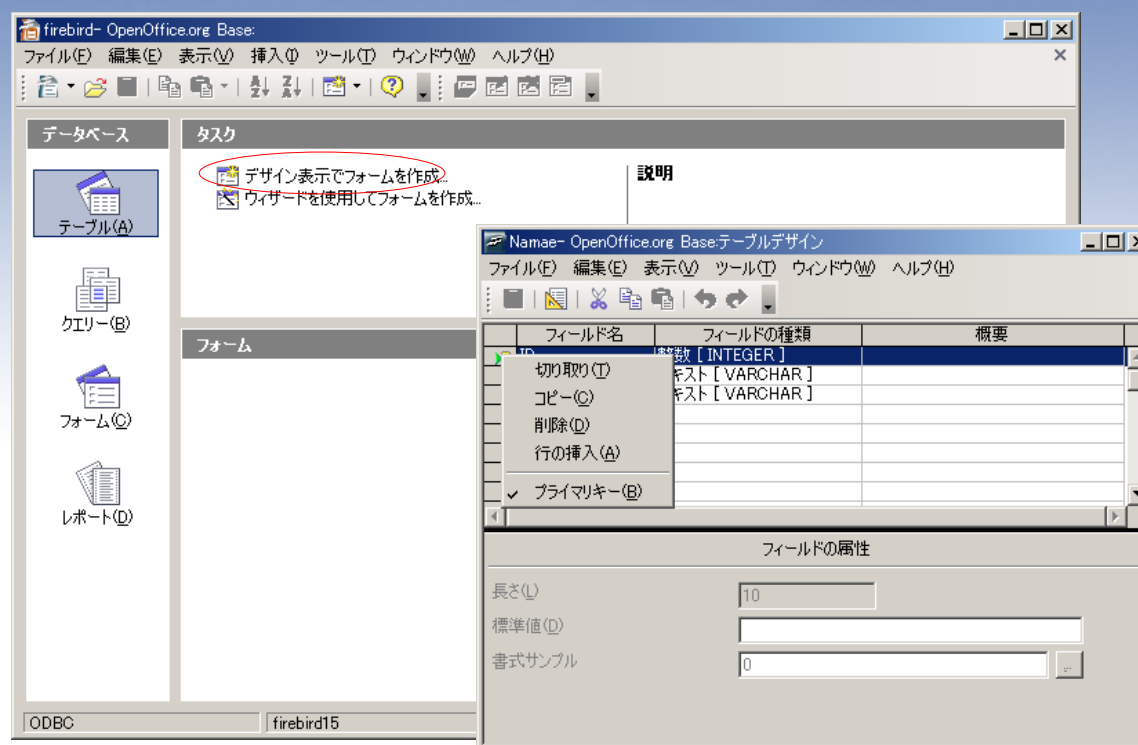 firebird- OpenOffice.org Base:
ファイル(F) 編集(E) 表示(V) 挿入(I) ツール(T) ウィンドウ(W) ヘルプ(H)
データベース
タスク
デザイン表示でフォームを作成...
ウィザードを使用してフォームを作成...
説明
テーブル(A)
クエリー(B)
フォーム(C)
レポート(D)
フォーム
ODBC
firebird15
Namae- OpenOffice.org Base:テーブルデザイン
ファイル(F) 編集(E) 表示(V) ツール(T) ウィンドウ(W) ヘルプ(H)
フィールド名 フィールドの種類 概要
ID 整数 [ INTEGER ]
キスト [ VARCHAR ]
キスト [ VARCHAR ]
切り取り(T)
コピー(C)
削除(D)
行の挿入(A)
プライマリキー(B)
フィールドの属性
長さ(L) 10
標準値(D)
書式サンプル 0 ...